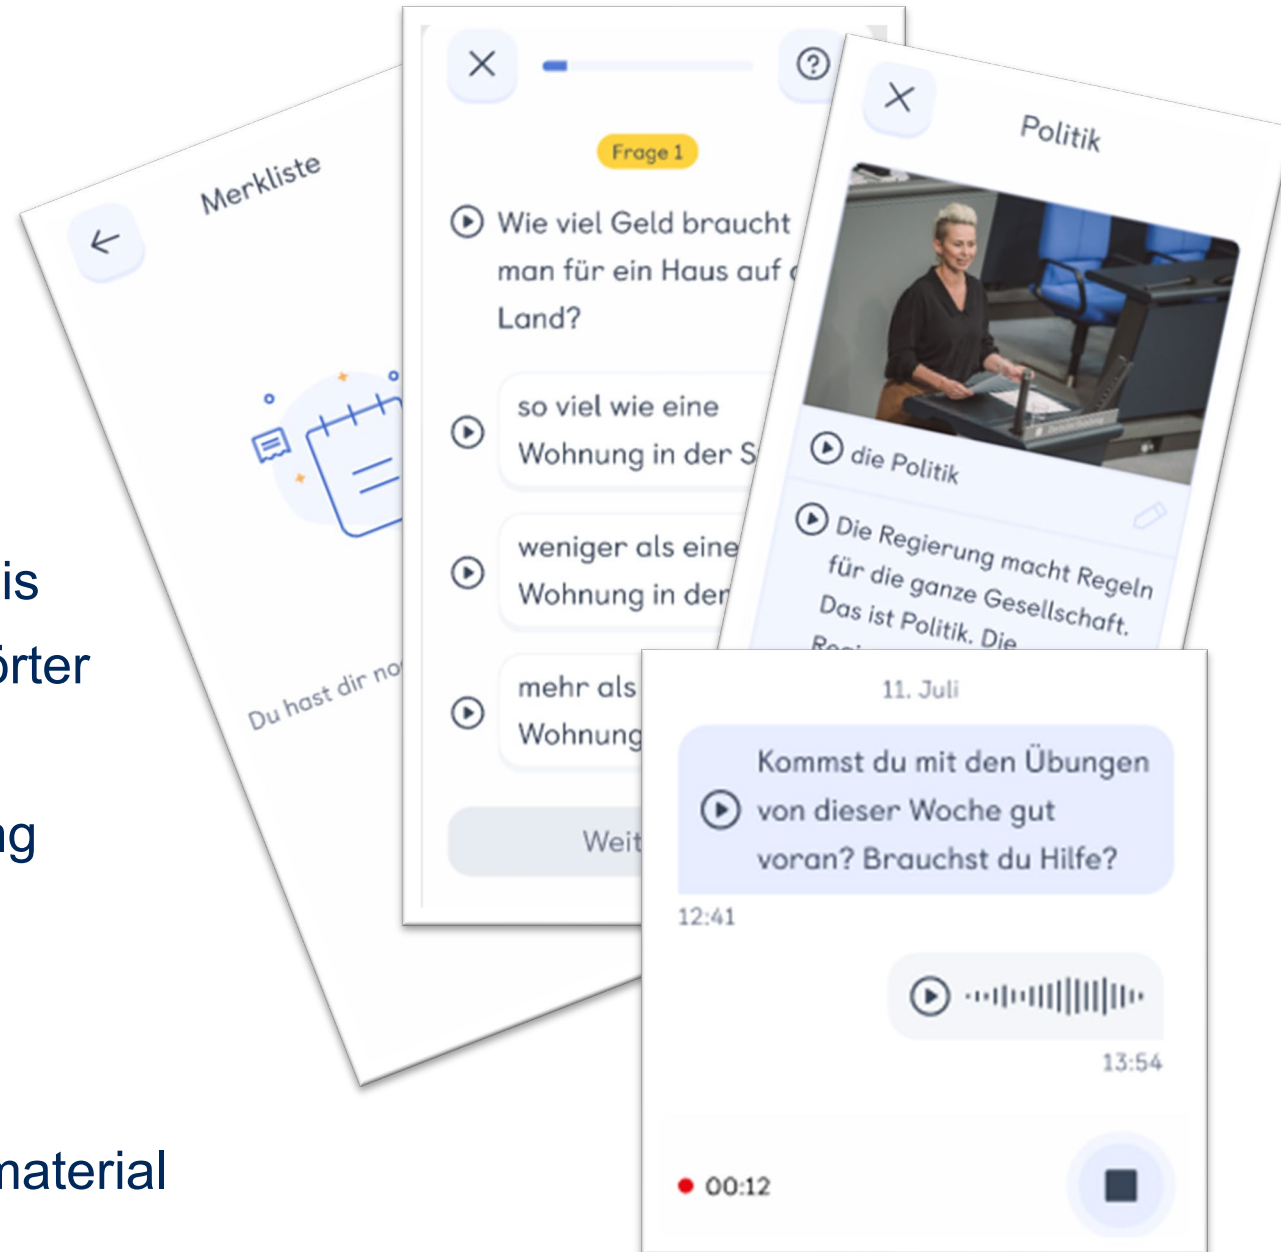 is
örter
ng
material
Merkliste
Du hast dir no
Frage 1
Wie viel Geld braucht
man für ein Haus auf
Land?
so viel wie eine
Wohnung in der S
weniger als eine
Wohnung in der
mehr als
Wohnung
Weit
Politik
die Politik
Die Regierung macht Regeln
für die ganze Gesellschaft.
Das ist Politik. Die
11. Juli
Kommst du mit den Übungen
von dieser Woche gut
voran? Brauchst du Hilfe?
12:41
13:54
00:12